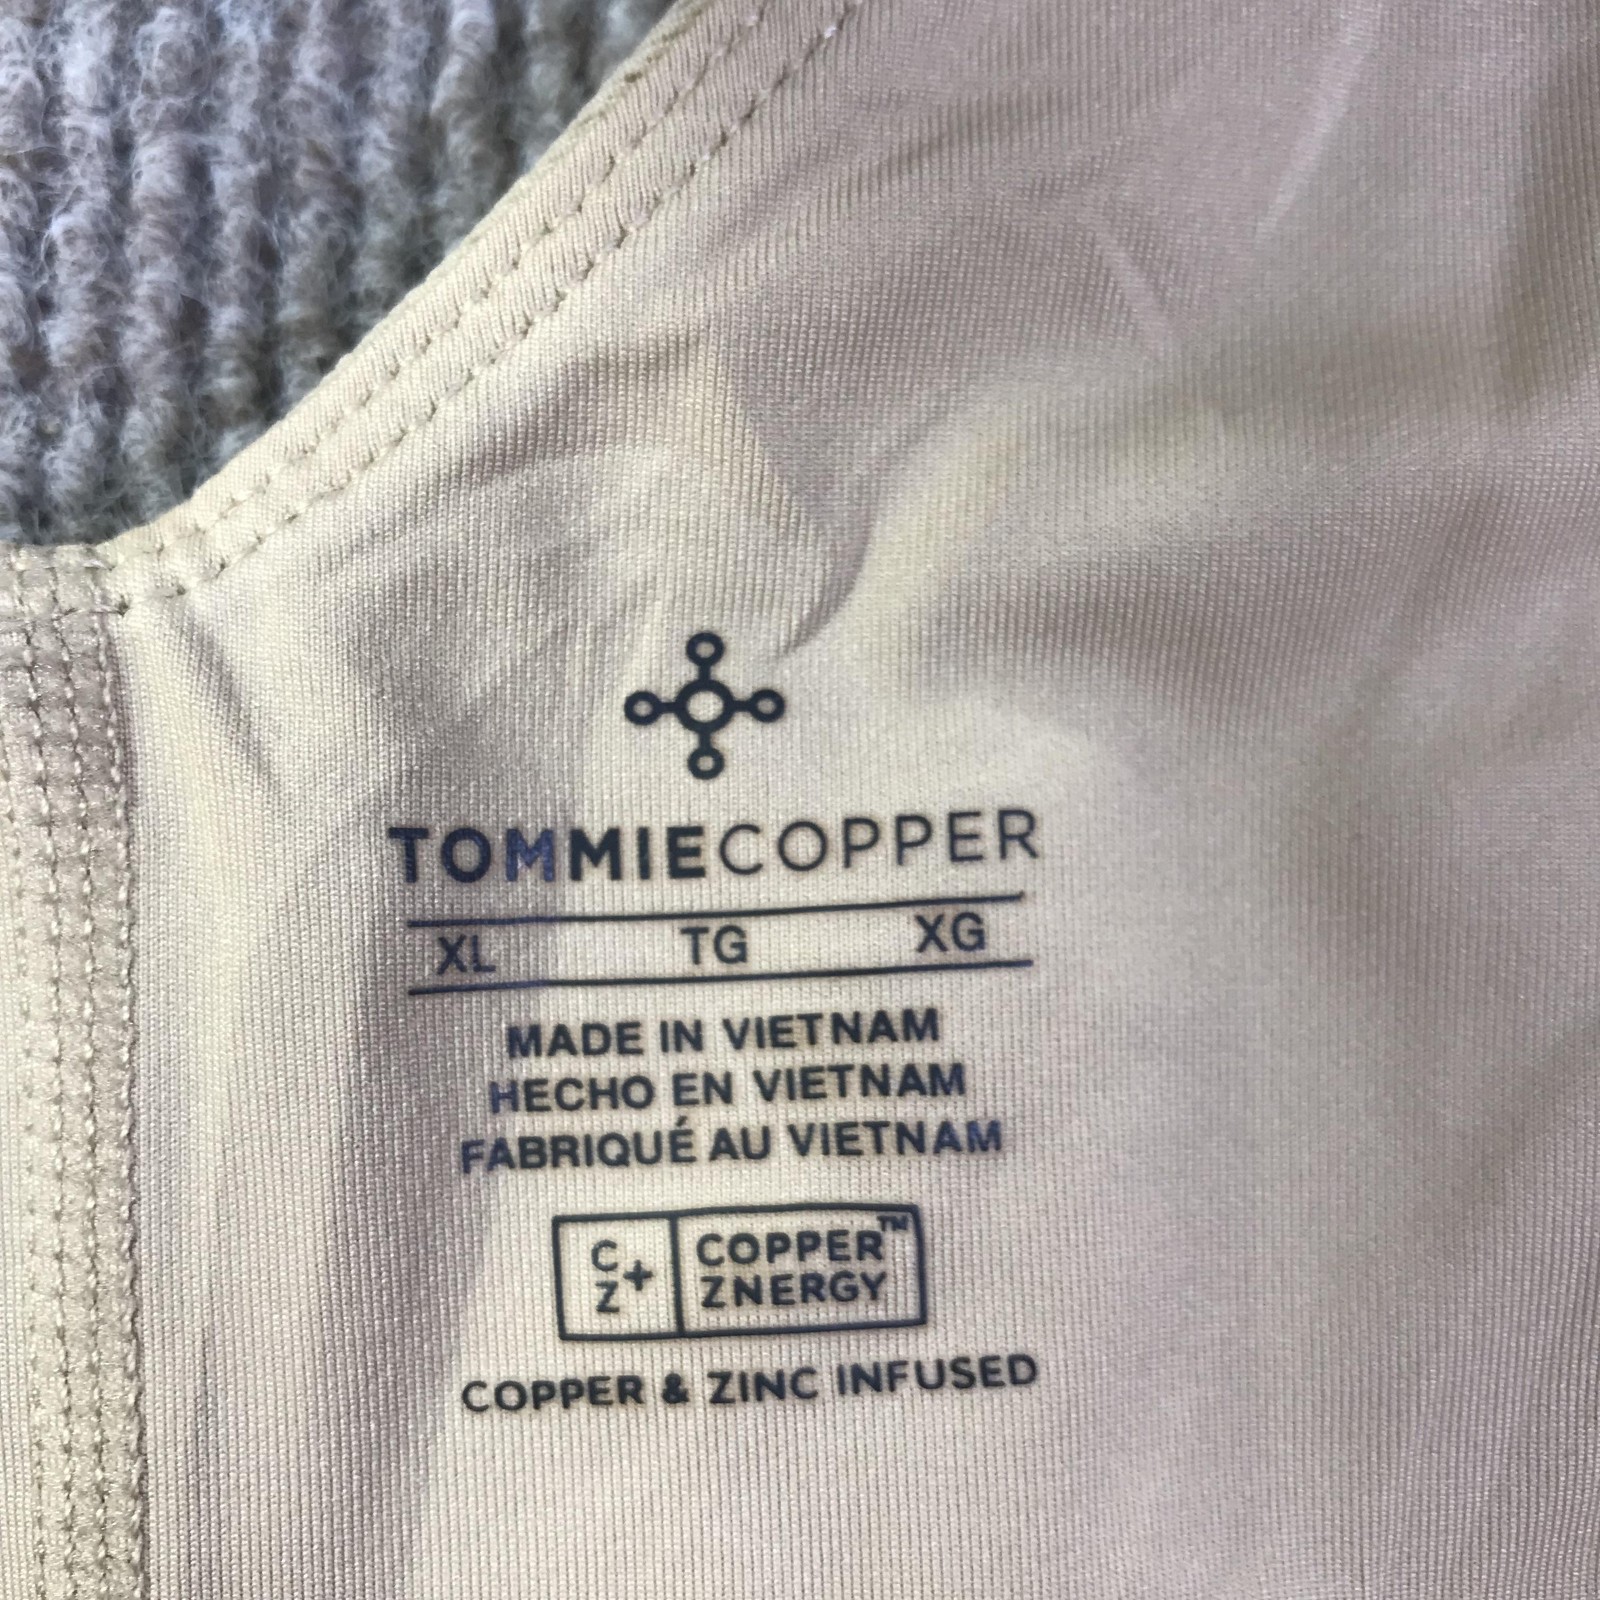 TOMMIECOPPER
XL TG XG
MADE IN VIETNAM
HECHO EN VIETNAM
FABRIQUÉ AU VIETNAM
C
Z+
COPPER™
ZNERGY
COPPER & ZINC INFUSED